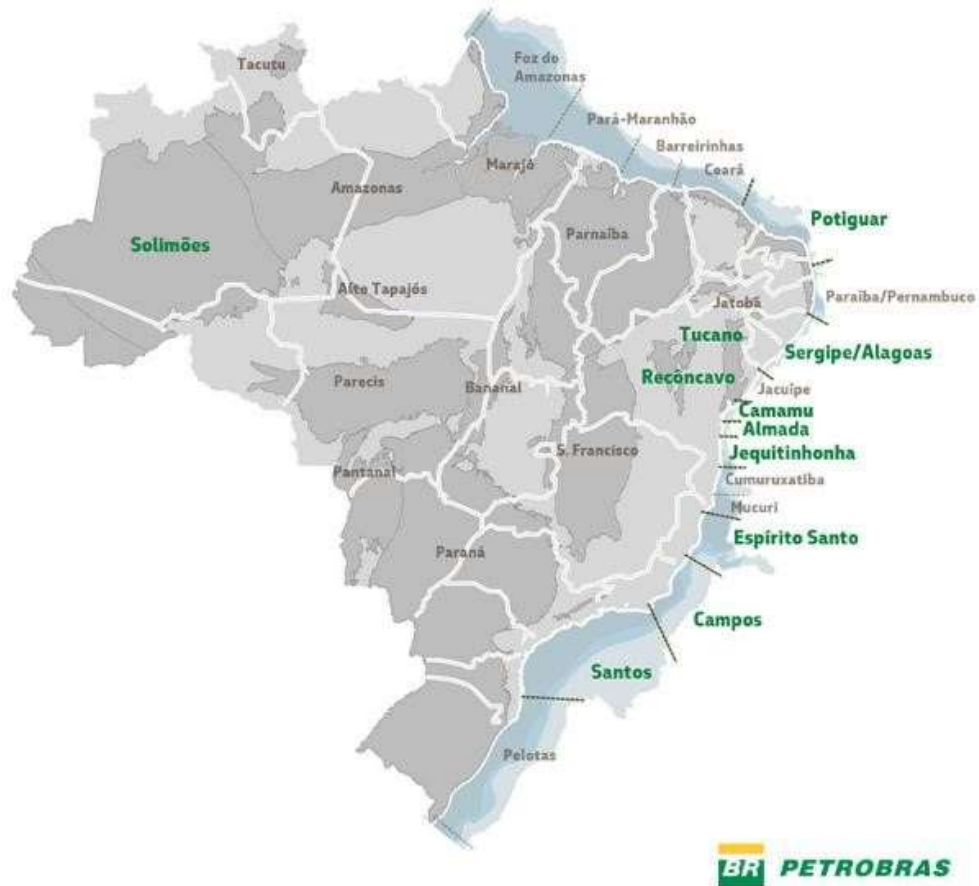 Tacutu
Foz do
Amazonas
Pará-Maranhão
Barreirinhas
Ceará
Marajó
Amazonas
Potiguar
Solimões
Parnaíba
Alto Tapajós
Jatobá
Paraíba/Pernambuco
Tucano
Sergipe/Alagoas
Recôncavo
Parecis
Bananal
Jacuípe
Camamu
Almada
S. Francisco
Jequitinhonha
Pantanal
Cumuruxatiba
Mucuri
Espírito Santo
Paraná
Campos
Santos
Pelotas
BR PETROBRAS